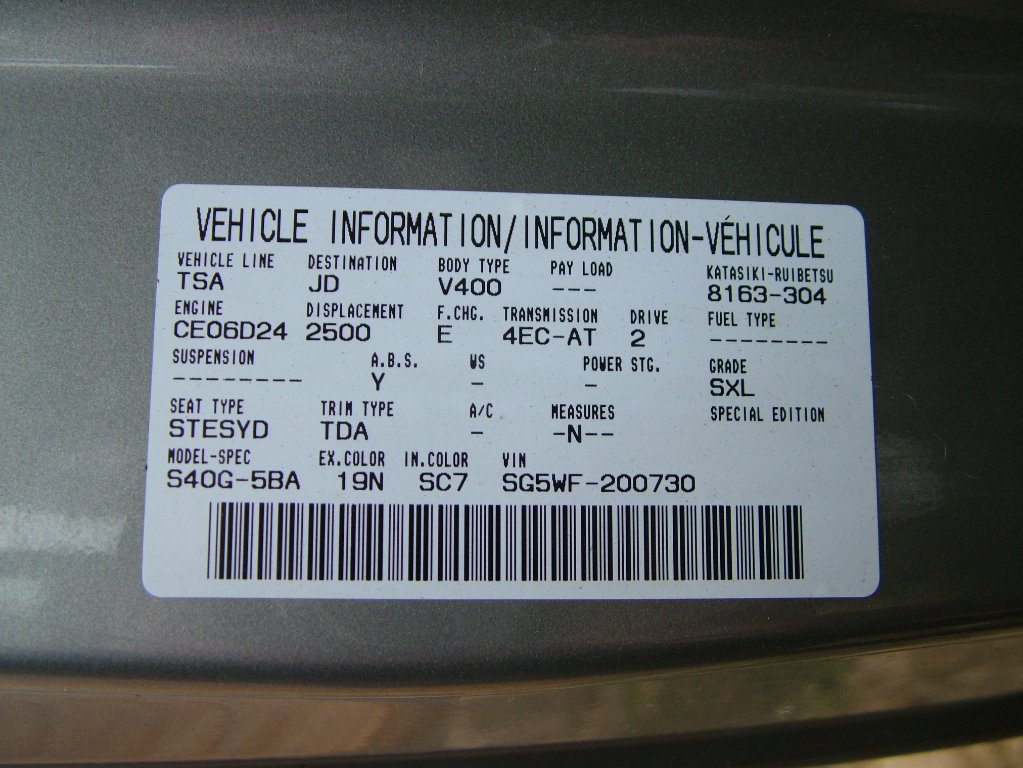 VEHICLE INFORMATION/INFORMATION-VÉHICULE
VEHICLE LINE DESTINATION BODY TYPE PAY LOAD KATASIKI-RUIBETSU
TSA JD V400 --- 8163-304
ENGINE DISPLACEMENT F.CHG. TRANSMISSION DRIVE FUEL TYPE
CE06D24 2500 E 4EC-AT 2 --------
SUSPENSION A.B.S. WS POWER STG. GRADE
-------- Y - - SXL
SEAT TYPE TRIM TYPE A/C MEASURES SPECIAL EDITION
STESYD TDA - -N--
MODEL-SPEC EX.COLOR IN.COLOR VIN
S40G-5BA 19N SC7 SG5WF-200730